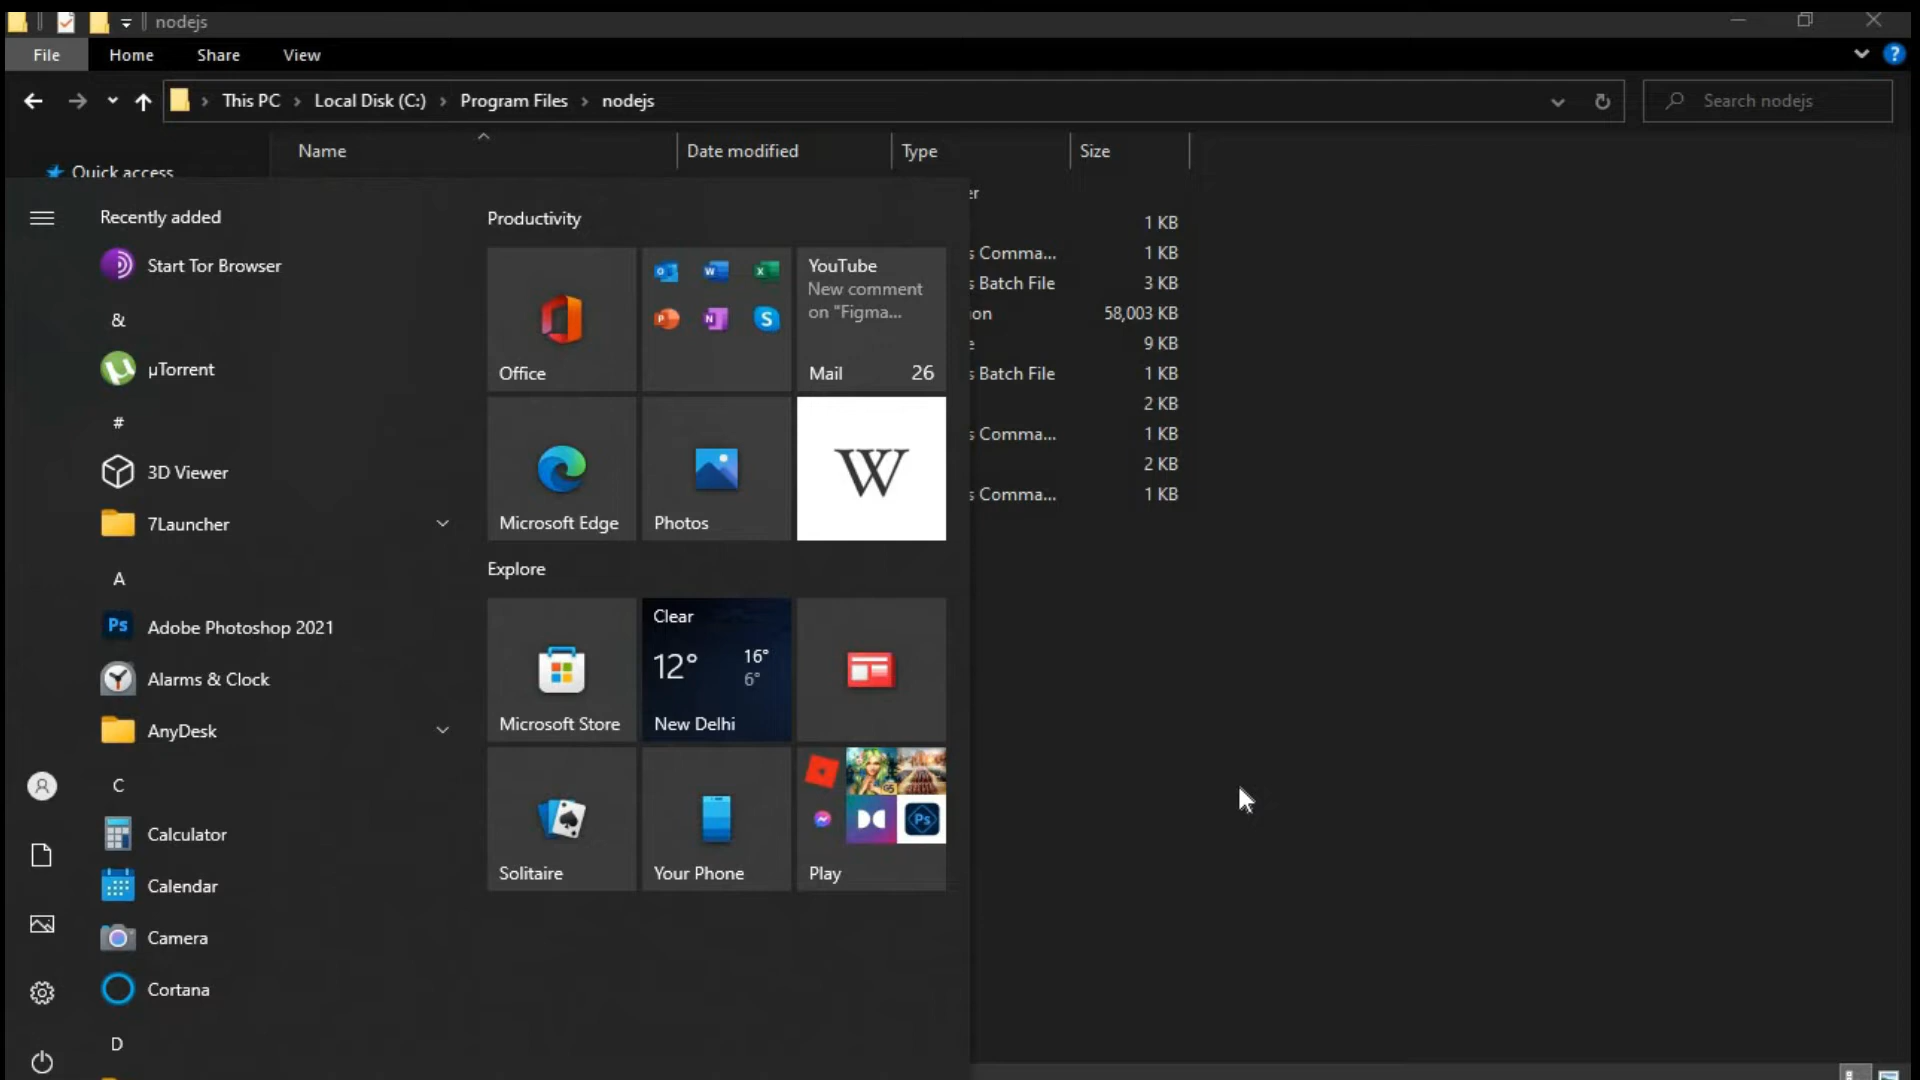 nodejs
File Home Share View
This PC Local Disk (C:) Program Files nodejs
Search nodejs
Name Date modified Type Size
Quick access
er
1 KB
s Comma... 1 KB
s Batch File 3 KB
ion 58,003 KB
e 9 KB
s Batch File 1 KB
2 KB
s Comma... 1 KB
2 KB
s Comma... 1 KB
Recently added
Start Tor Browser
&
µTorrent
#
3D Viewer
7Launcher
A
Ps Adobe Photoshop 2021
Alarms & Clock
AnyDesk
C
Calculator
Calendar
Camera
Cortana
D
Productivity
Office
YouTube
New comment
on "Figma...
Mail 26
Microsoft Edge
Photos
W
Explore
Microsoft Store
Clear
12° 16°
6°
New Delhi
Solitaire
Your Phone
Ps
Play